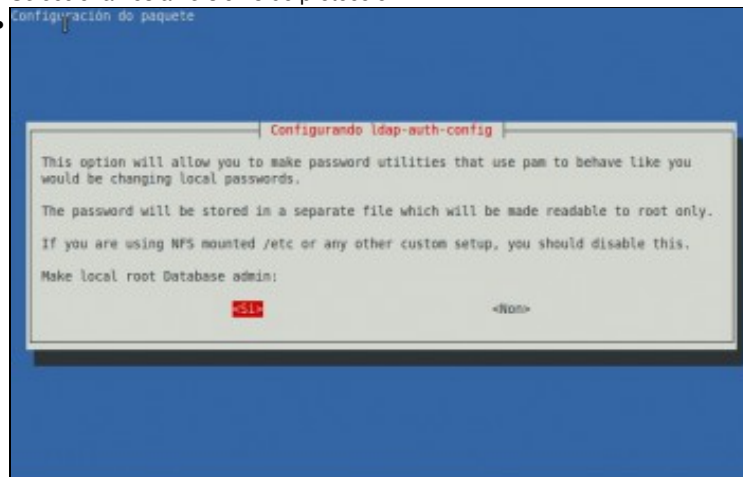 Configuración do paquete
Configurando ldap-auth-config
This option will allow you to make password utilities that use pam to behave like you
would be changing local passwords.
The password will be stored in a separate file which will be made readable to root only.
If you are using NFS mounted /etc or any other custom setup, you should disable this.
Make local root Database admin:
<Si> <Non>